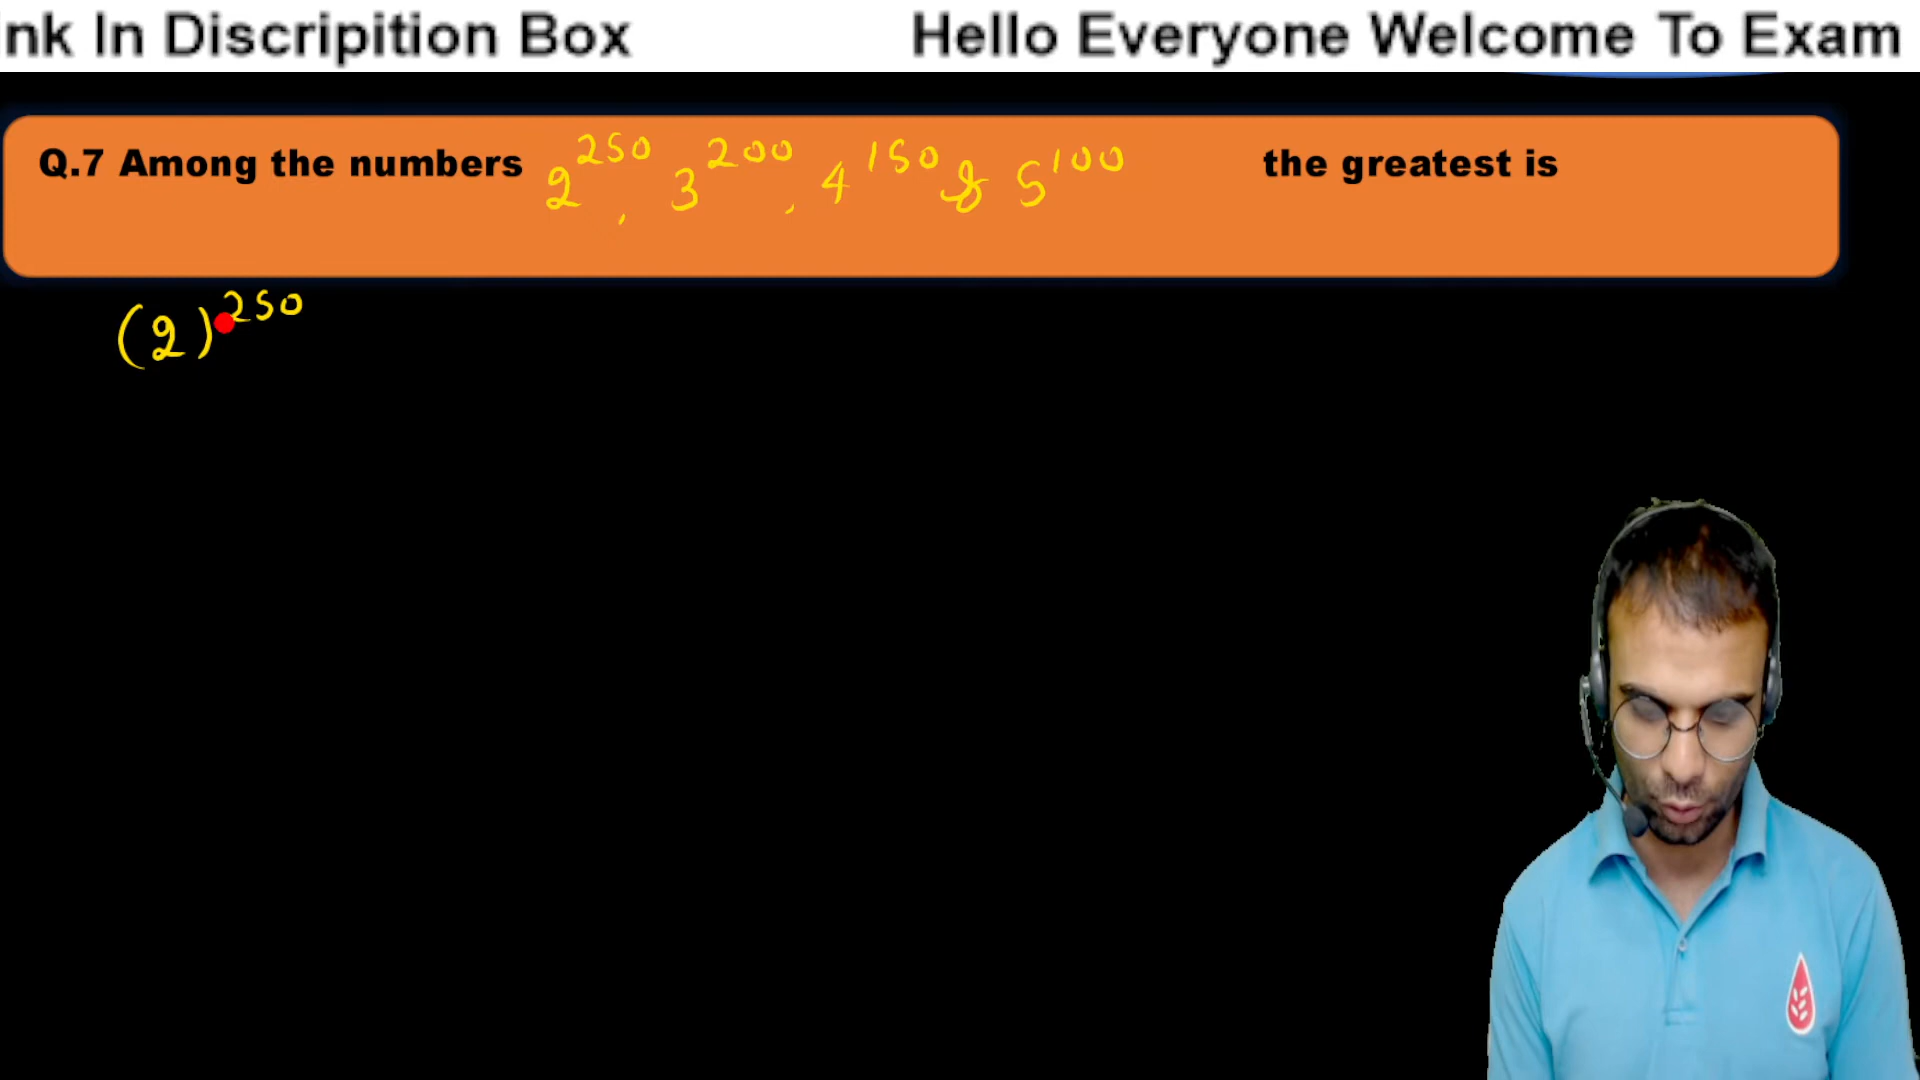 nk In Discripition Box Hello Everyone Welcome To Exam
Q.7 Among the numbers 2^250, 3^200, 4^150 & 5^100 the greatest is
(2)^250